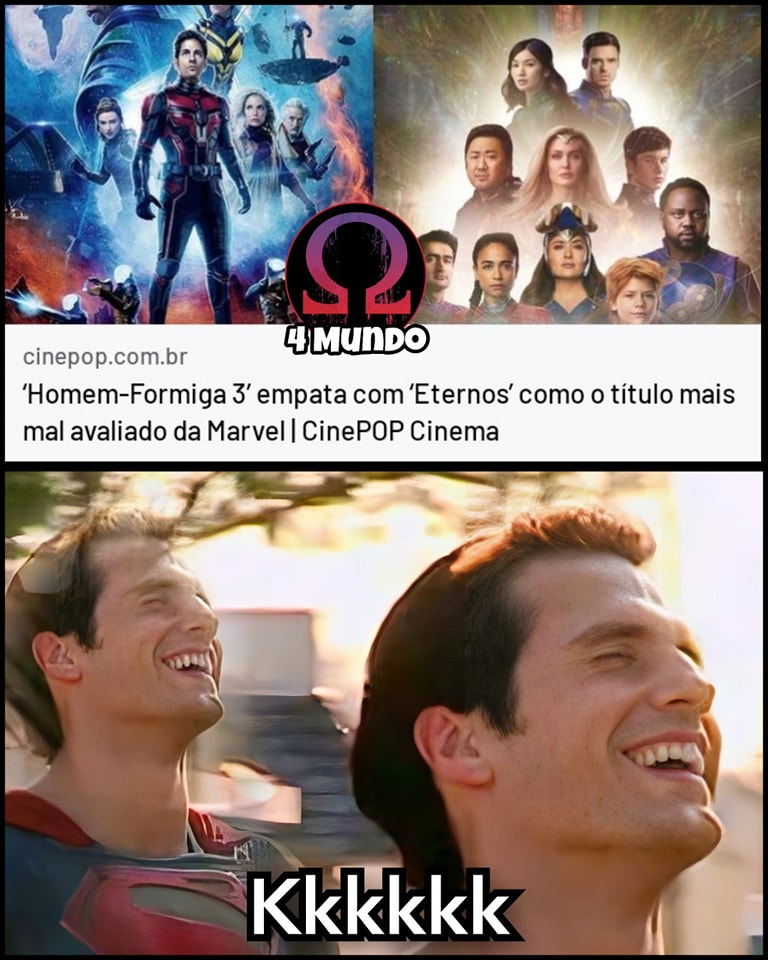 Ω
4 Mundo
cinepop.com.br
‘Homem-Formiga 3’ empata com ‘Eternos’ como o título mais
mal avaliado da Marvel | CinePOP Cinema
Kkkkkk